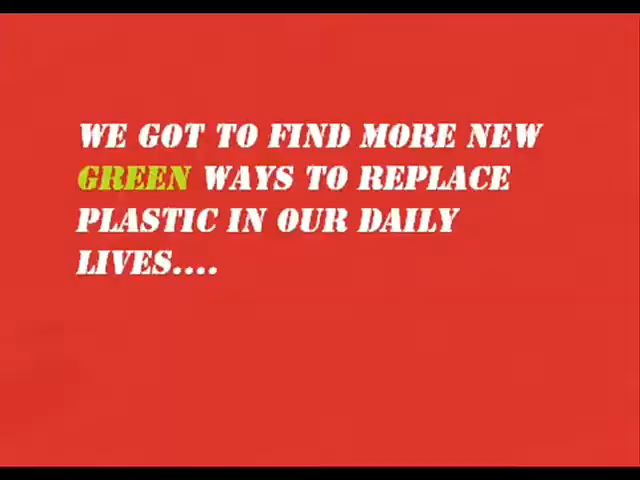 WE GOT TO FIND MORE NEW
GREEN WAYS TO REPLACE
PLASTIC IN OUR DAILY
LIVES....